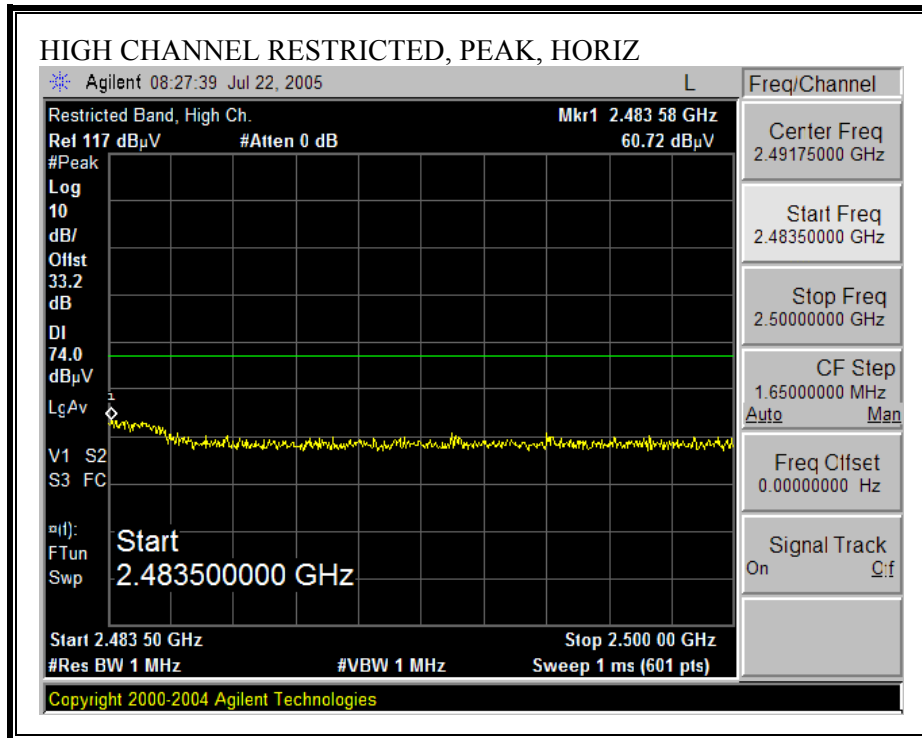 HIGH CHANNEL RESTRICTED, PEAK, HORIZ
Agilent 08:27:39 Jul 22, 2005 L
Freq/Channel
Restricted Band, High Ch.
Mkr1 2.483 58 GHz
Ref 117 dBµV #Atten 0 dB 60.72 dBµV
#Peak
Log
10
dB/
Offst
33.2
dB
DI
74.0
dBµV
LgAv
1
V1 S2
S3 FC
¤(f):
FTun
Swp
Start
2.483500000 GHz
Start 2.483 50 GHz Stop 2.500 00 GHz
#Res BW 1 MHz #VBW 1 MHz Sweep 1 ms (601 pts)
Copyright 2000-2004 Agilent Technologies
Center Freq
2.49175000 GHz
Start Freq
2.48350000 GHz
Stop Freq
2.50000000 GHz
CF Step
1.65000000 MHz
Auto Man
Freq Offset
0.00000000 Hz
Signal Track
On Off